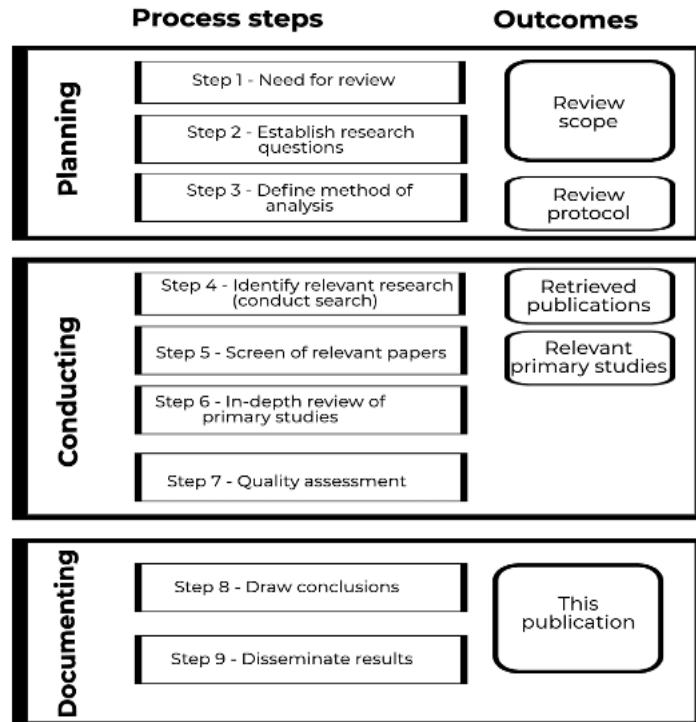 Process steps
Outcomes
Planning
Step 1 - Need for review
Step 2 - Establish research
questions
Step 3 - Define method of
analysis
Review
scope
Review
protocol
Conducting
Step 4 - Identify relevant research
(conduct search)
Step 5 - Screen of relevant papers
Step 6 - In-depth review of
primary studies
Step 7 - Quality assessment
Retrieved
publications
Relevant
primary studies
Documenting
Step 8 - Draw conclusions
Step 9 - Disseminate results
This
publication